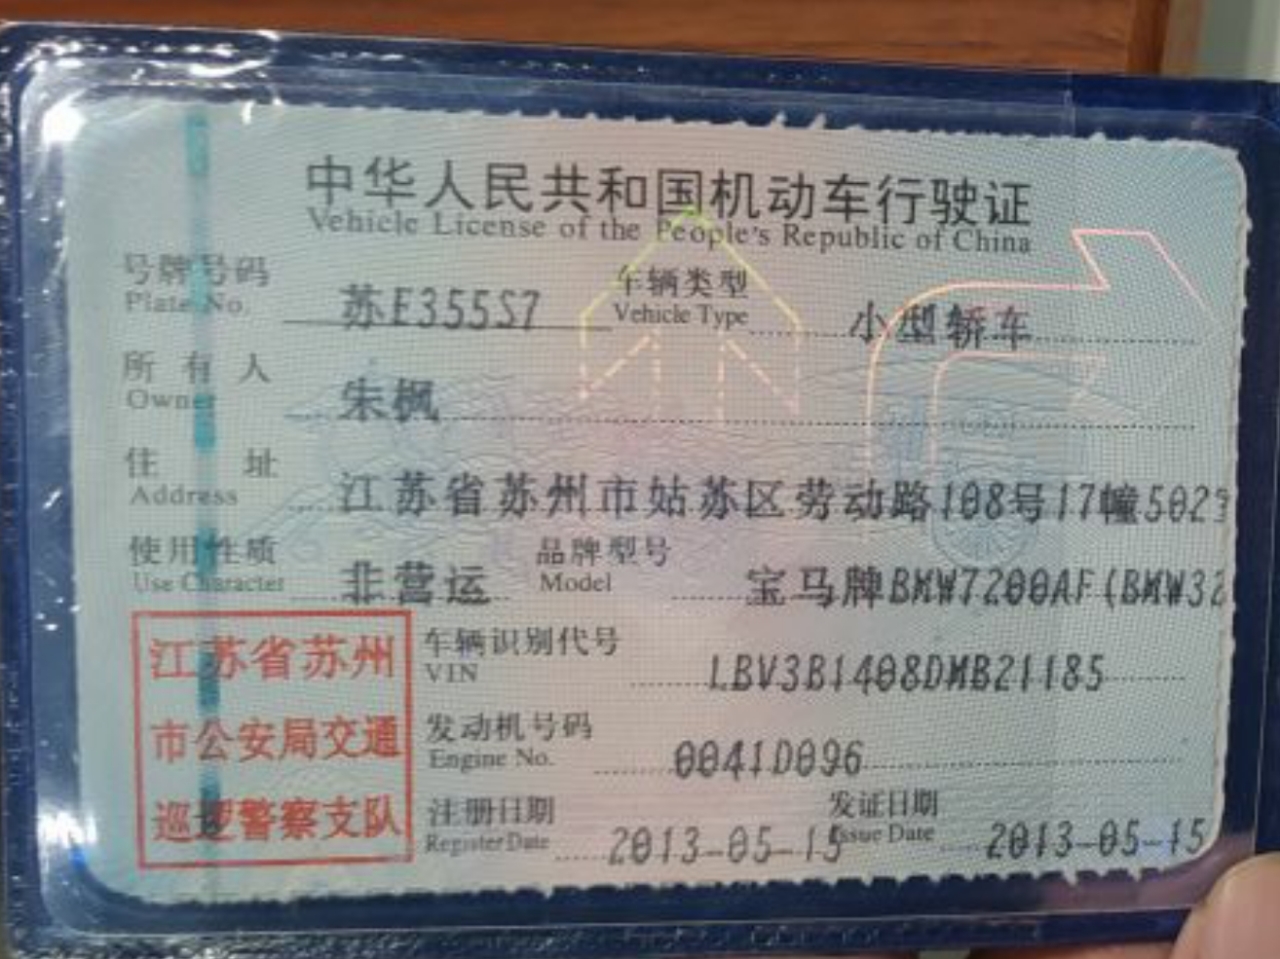 中华人民共和国机动车行驶证
Vehicle License of the People's Republic of China
号牌号码 苏E355S7 车辆类型 小型轿车
Plate No. Vehicle Type
所有人 朱枫
Owner
住址 江苏省苏州市姑苏区劳动路108号17幢502
Address
使用性质 非营运 品牌型号 宝马牌BMW7200AF(BMW32
Use Character Model
江苏省苏州
市公安局交通
巡逻警察支队
车辆识别代号 LBV3B1408DMB21185
VIN
发动机号码 0041D096
Engine No.
注册日期 2013-05-15 发证日期 2013-05-15
Register Date Issue Date